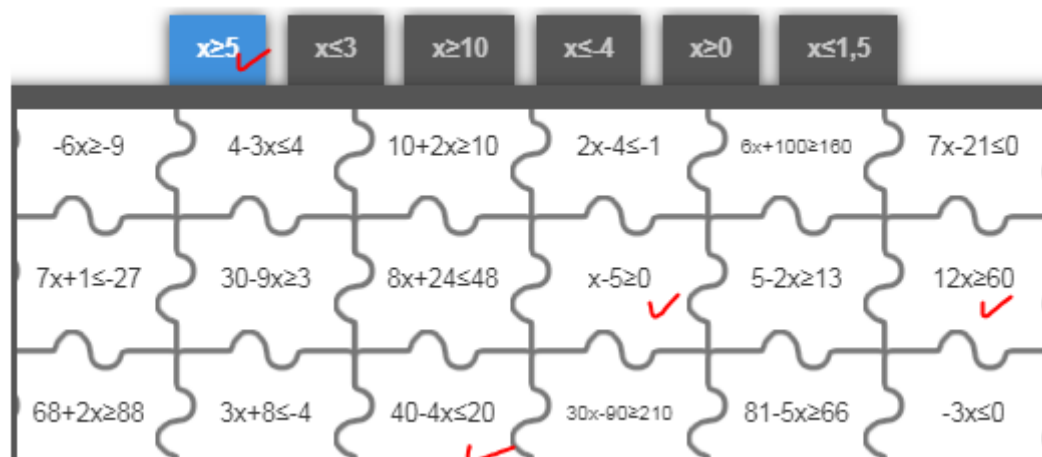 x≥5 x≤3 x≥10 x≤-4 x≥0 x≤1,5
-6x≥-9 4-3x≤4 10+2x≥10 2x-4≤-1 6x+100≥160 7x-21≤0
7x+1≤-27 30-9x≥3 8x+24≤48 x-5≥0 5-2x≥13 12x≥60
68+2x≥88 3x+8≤-4 40-4x≤20 30x-90≥210 81-5x≥66 -3x≤0